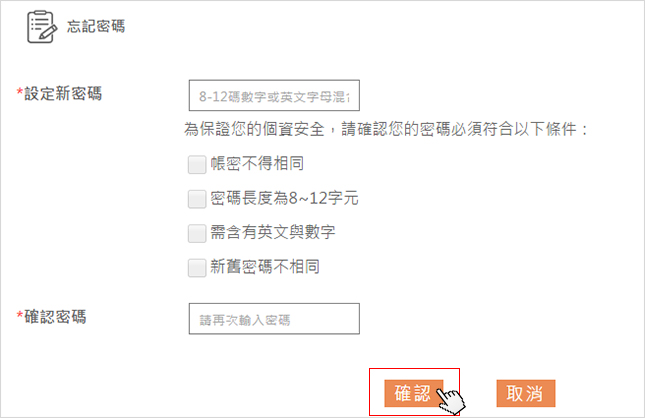 忘記密碼
*設定新密碼
8-12碼數字或英文字母混
為保證您的個資安全，請確認您的密碼必須符合以下條件：
帳密不得相同
密碼長度為8~12字元
需含有英文與數字
新舊密碼不相同
*確認密碼
請再次輸入密碼
確認
取消